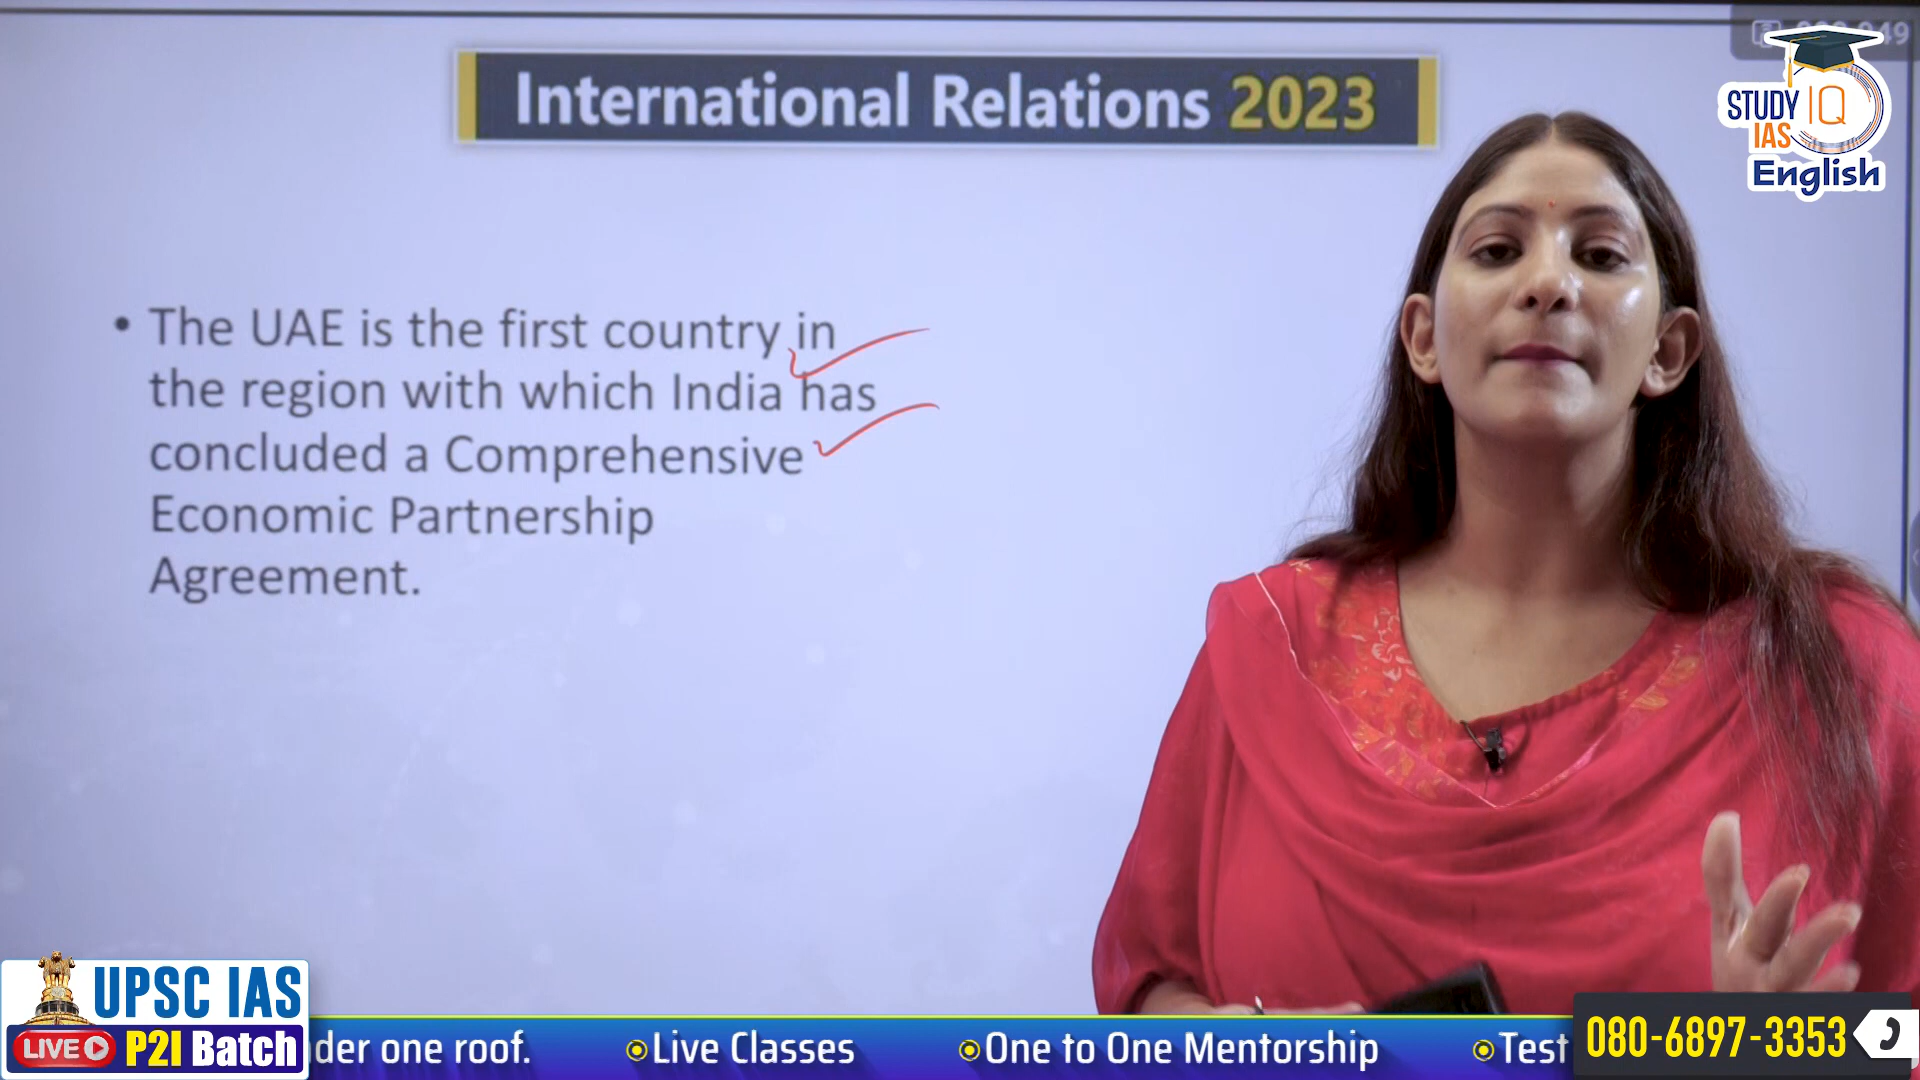 International Relations 2023
STUDY IQ
IAS
English
• The UAE is the first country in
the region with which India has
concluded a Comprehensive
Economic Partnership
Agreement.
UPSC IAS
LIVE P2I Batch
der one roof. Live Classes One to One Mentorship Test
080-6897-3353